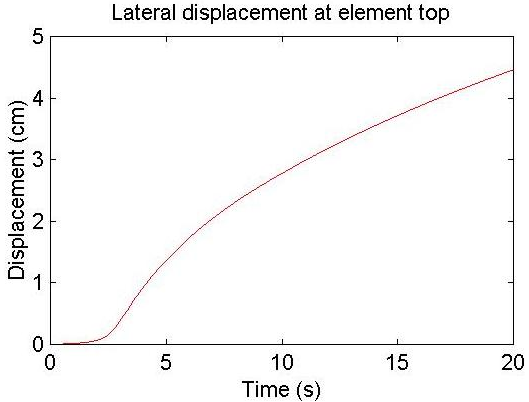 Lateral displacement at element top
5
4
3
2
1
0
Displacement (cm)
0 5 10 15 20
Time (s)